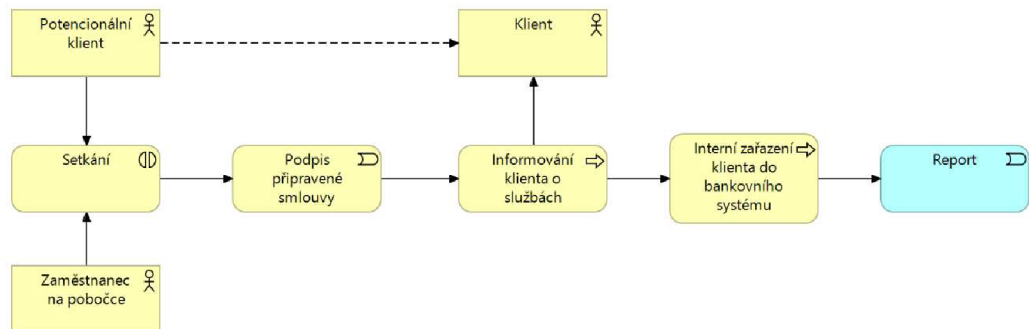 Potencionální
klient
Klient
Setkání
Podpis
připravené
smlouvy
Informování
klienta o
službách
Interní zařazení
klienta do
bankovního
systému
Report
Zaměstnanec
na pobočce